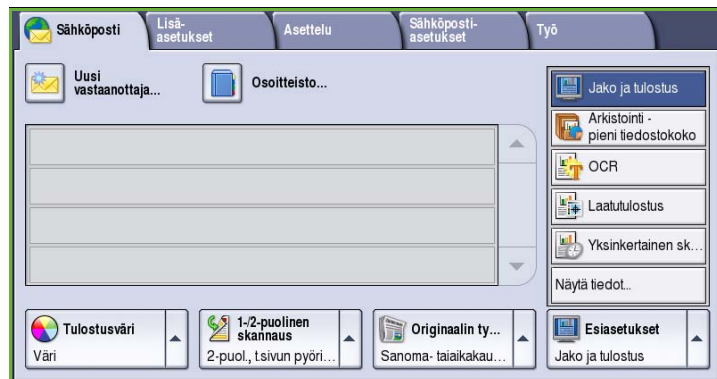 Sähköposti
Lisä-
asetukset
Asettelu
Sähköposti-
asetukset
Työ
Uusi
vastaanottaja...
Osoitteisto...
Jako ja tulostus
Arkistointi -
pieni tiedostokoko
OCR
Laatutulostus
Yksinkertainen sk...
Näytä tiedot...
Tulostusväri
Väri
1-/2-puolinen
skannaus
2-puol., t.sivun pyöri...
Originaalin ty...
Sanoma- taiaikakau...
Esiasetukset
Jako ja tulostus